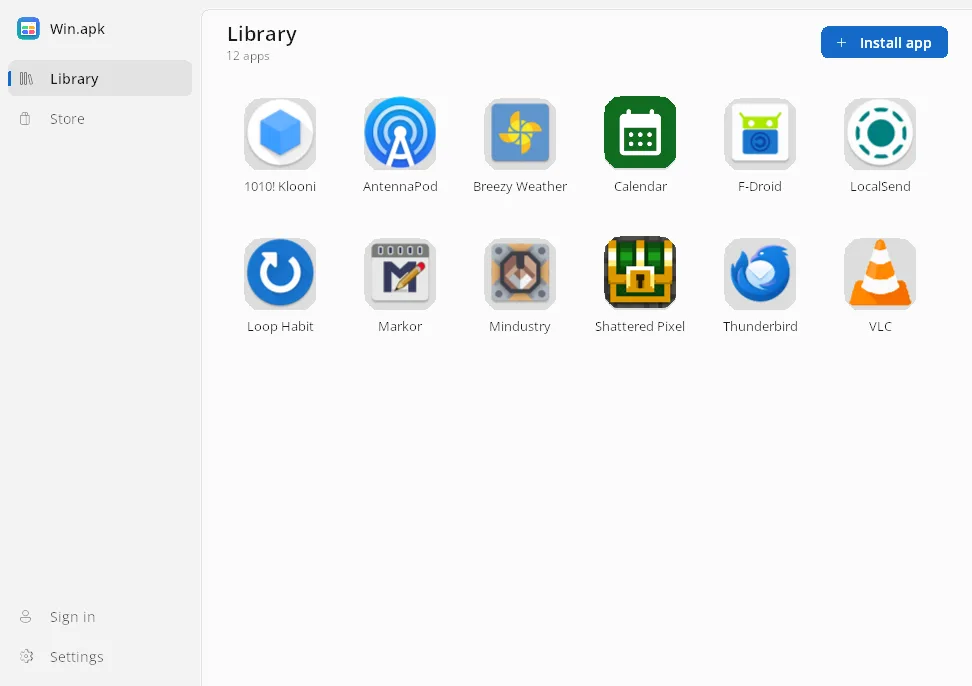 Win.apk
Library
Store
Sign in
Settings
Library
12 apps
+ Install app
1010! Klooni
AntennaPod
Breezy Weather
Calendar
F-Droid
LocalSend
Loop Habit
Markor
Mindustry
Shattered Pixel
Thunderbird
VLC